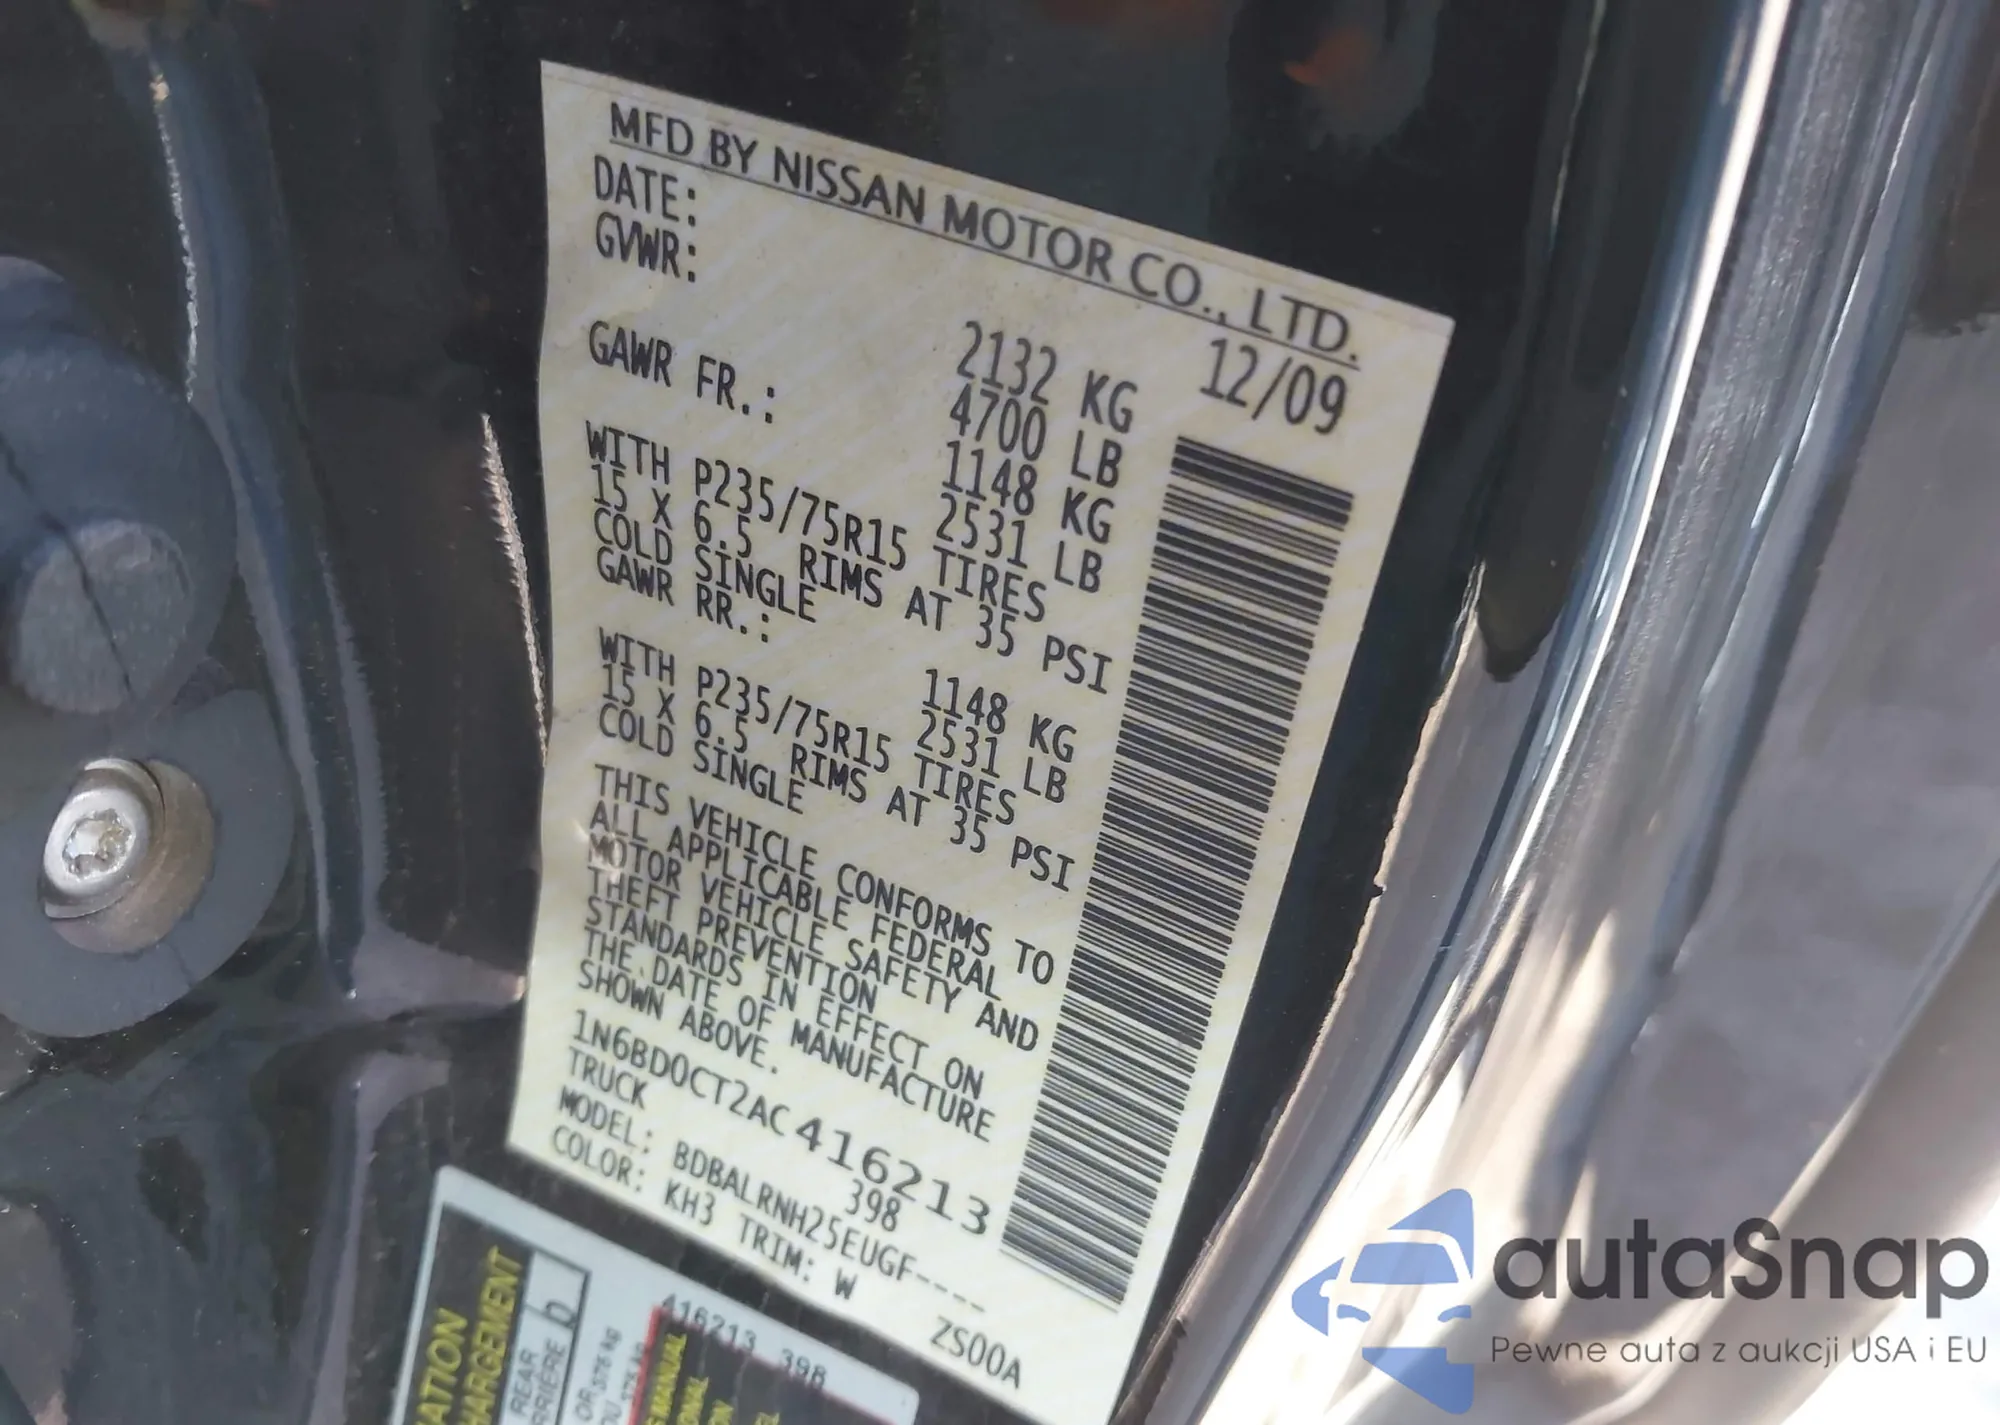 MFD BY NISSAN MOTOR CO., LTD.
DATE: 12/09
GVWR: 2132 KG
4700 LB
GAWR FR.: 1148 KG
2531 LB
WITH P235/75R15 TIRES
15 X 6.5 RIMS AT 35 PSI
COLD SINGLE
GAWR RR.: 1148 KG
2531 LB
WITH P235/75R15 TIRES
15 X 6.5 RIMS AT 35 PSI
COLD SINGLE
THIS VEHICLE CONFORMS TO
ALL APPLICABLE FEDERAL
MOTOR VEHICLE SAFETY AND
THEFT PREVENTION
STANDARDS IN EFFECT ON
THE DATE OF MANUFACTURE
SHOWN ABOVE.
1N6BD0CT2AC416213
TRUCK 398
MODEL: BDBALRNH25EUGF----
COLOR: KH3 TRIM: W ZS00A
416213 398
REAR
MANUAL
autaSnap
Pewne auta z aukcji USA i EU